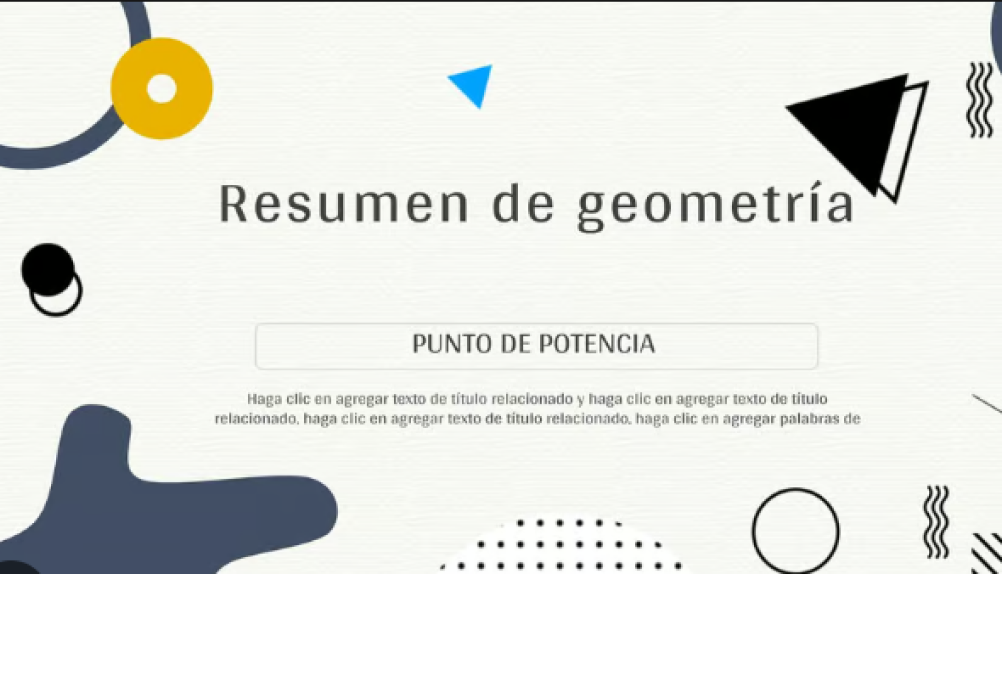 Resumen de geometría
PUNTO DE POTENCIA
Haga clic en agregar texto de título relacionado y haga clic en agregar texto de título
relacionado, haga clic en agregar texto de título relacionado, haga clic en agregar palabras de